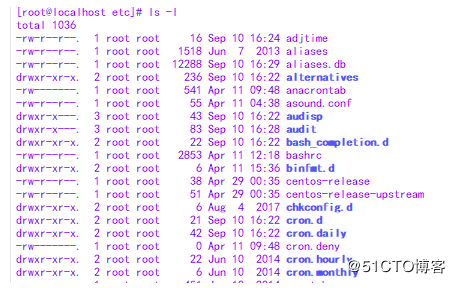 [root@localhost etc]# ls -l
total 1036
-rw-r--r--. 1 root root 16 Sep 10 16:24 adjtime
-rw-r--r--. 1 root root 1518 Jun 7 2013 aliases
-rw-r--r--. 1 root root 12288 Sep 10 16:29 aliases.db
drwxr-xr-x. 2 root root 236 Sep 10 16:22 alternatives
-rw-------. 1 root root 541 Apr 11 09:48 anacrontab
-rw-r--r--. 1 root root 55 Apr 11 04:38 asound.conf
drwxr-x---. 3 root root 43 Sep 10 16:22 audisp
drwxr-x---. 3 root root 83 Sep 10 16:28 audit
drwxr-xr-x. 2 root root 22 Sep 10 16:22 bash_completion.d
-rw-r--r--. 1 root root 2853 Apr 11 12:18 bashrc
drwxr-xr-x. 2 root root 6 Apr 11 15:36 binfmt.d
-rw-r--r--. 1 root root 38 Apr 29 00:35 centos-release
-rw-r--r--. 1 root root 51 Apr 29 00:35 centos-release-upstream
drwxr-xr-x. 2 root root 6 Aug 4 2017 chkconfig.d
drwxr-xr-x. 2 root root 21 Sep 10 16:22 cron.d
drwxr-xr-x. 2 root root 42 Sep 10 16:22 cron.daily
-rw-------. 1 root root 0 Apr 11 09:48 cron.deny
drwxr-xr-x. 2 root root 22 Jun 10 2014 cron.hourly
drwxr-xr-x. 2 root root 6 Jun 10 2014 cron.monthly
@51CTO博客